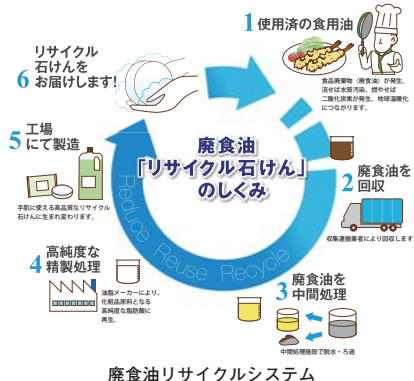 1 使用済の食用油
食品廃棄物（廃食油）が発生。
流せば水質汚染、燃やせば
二酸化炭素が発生。地球温暖化
につながります。
2 廃食油を
回収
収集運搬業者により回収します。
3 廃食油を
中間処理
中間処理施設で脱水・ろ過
4 高純度な
精製処理
油脂メーカーにより、
化粧品原料となる
高純度な脂肪酸に
再生。
5 工場
にて製造
手肌に使える高品質なリサイクル
石けんに生まれ変わります。
6 リサイクル
石けんを
お届けします!
廃食油
「リサイクル石けん」
のしくみ
Reduce Reuse Recycle
廃食油リサイクルシステム